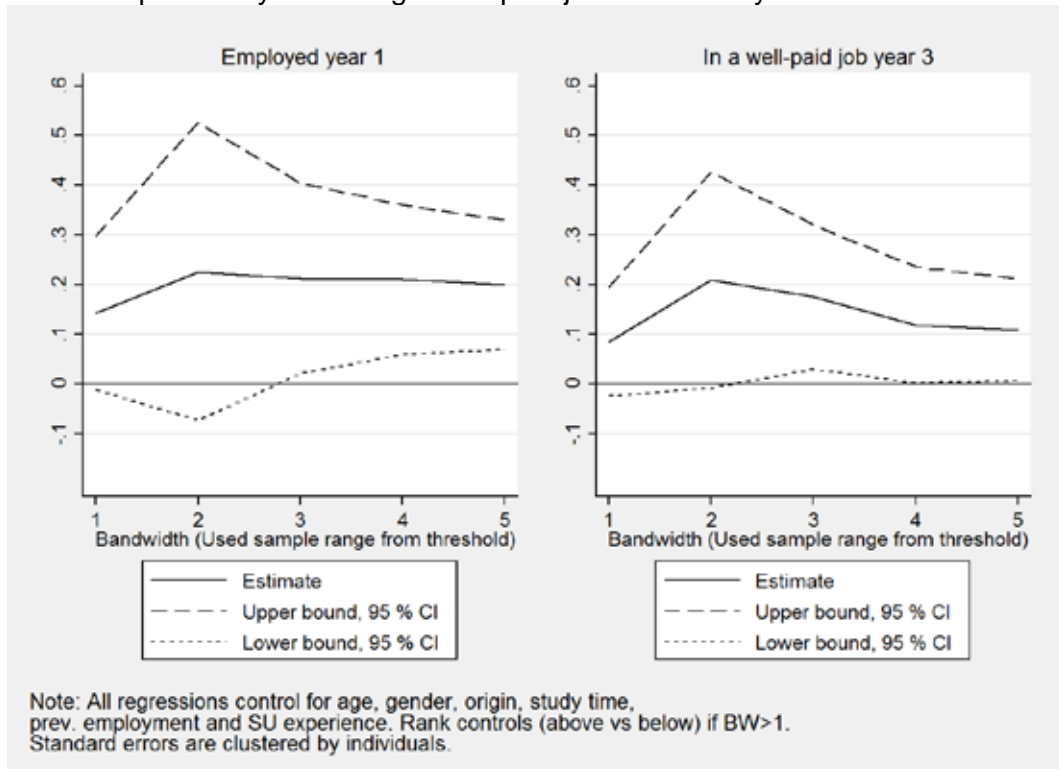 Employed year 1
.6
.5
.4
.3
.2
.1
0
-.1
1 2 3 4 5
Bandwidth (Used sample range from threshold)
Estimate
Upper bound, 95 % CI
Lower bound, 95 % CI
In a well-paid job year 3
.6
.5
.4
.3
.2
.1
0
-.1
1 2 3 4 5
Bandwidth (Used sample range from threshold)
Estimate
Upper bound, 95 % CI
Lower bound, 95 % CI
Note: All regressions control for age, gender, origin, study time,
prev. employment and SU experience. Rank controls (above vs below) if BW>1.
Standard errors are clustered by individuals.